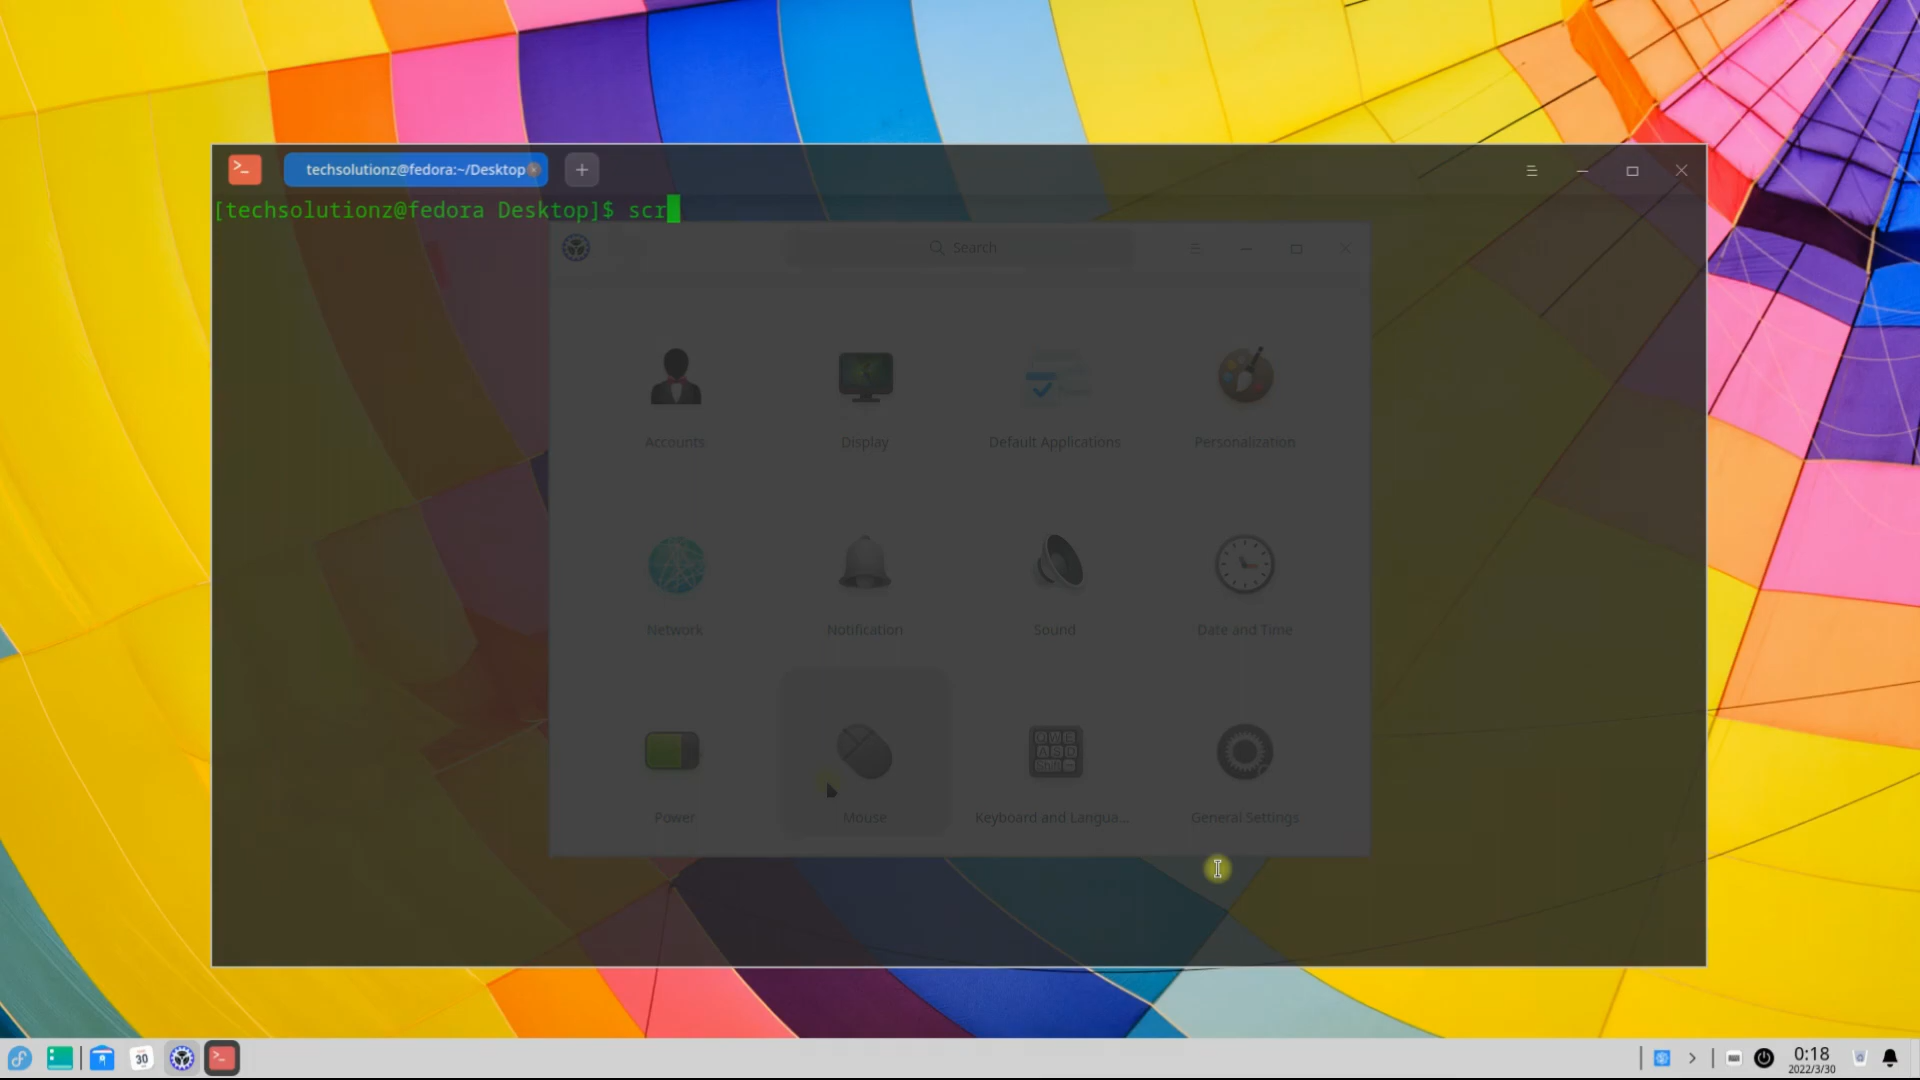 techsolutionz@fedora:~/Desktop
[techsolutionz@fedora Desktop]$ scr
Search
Accounts
Display
Default Applications
Personalization
Network
Notification
Sound
Date and Time
Power
Mouse
Keyboard and Langua...
General Settings
30
0:18
2022/3/30